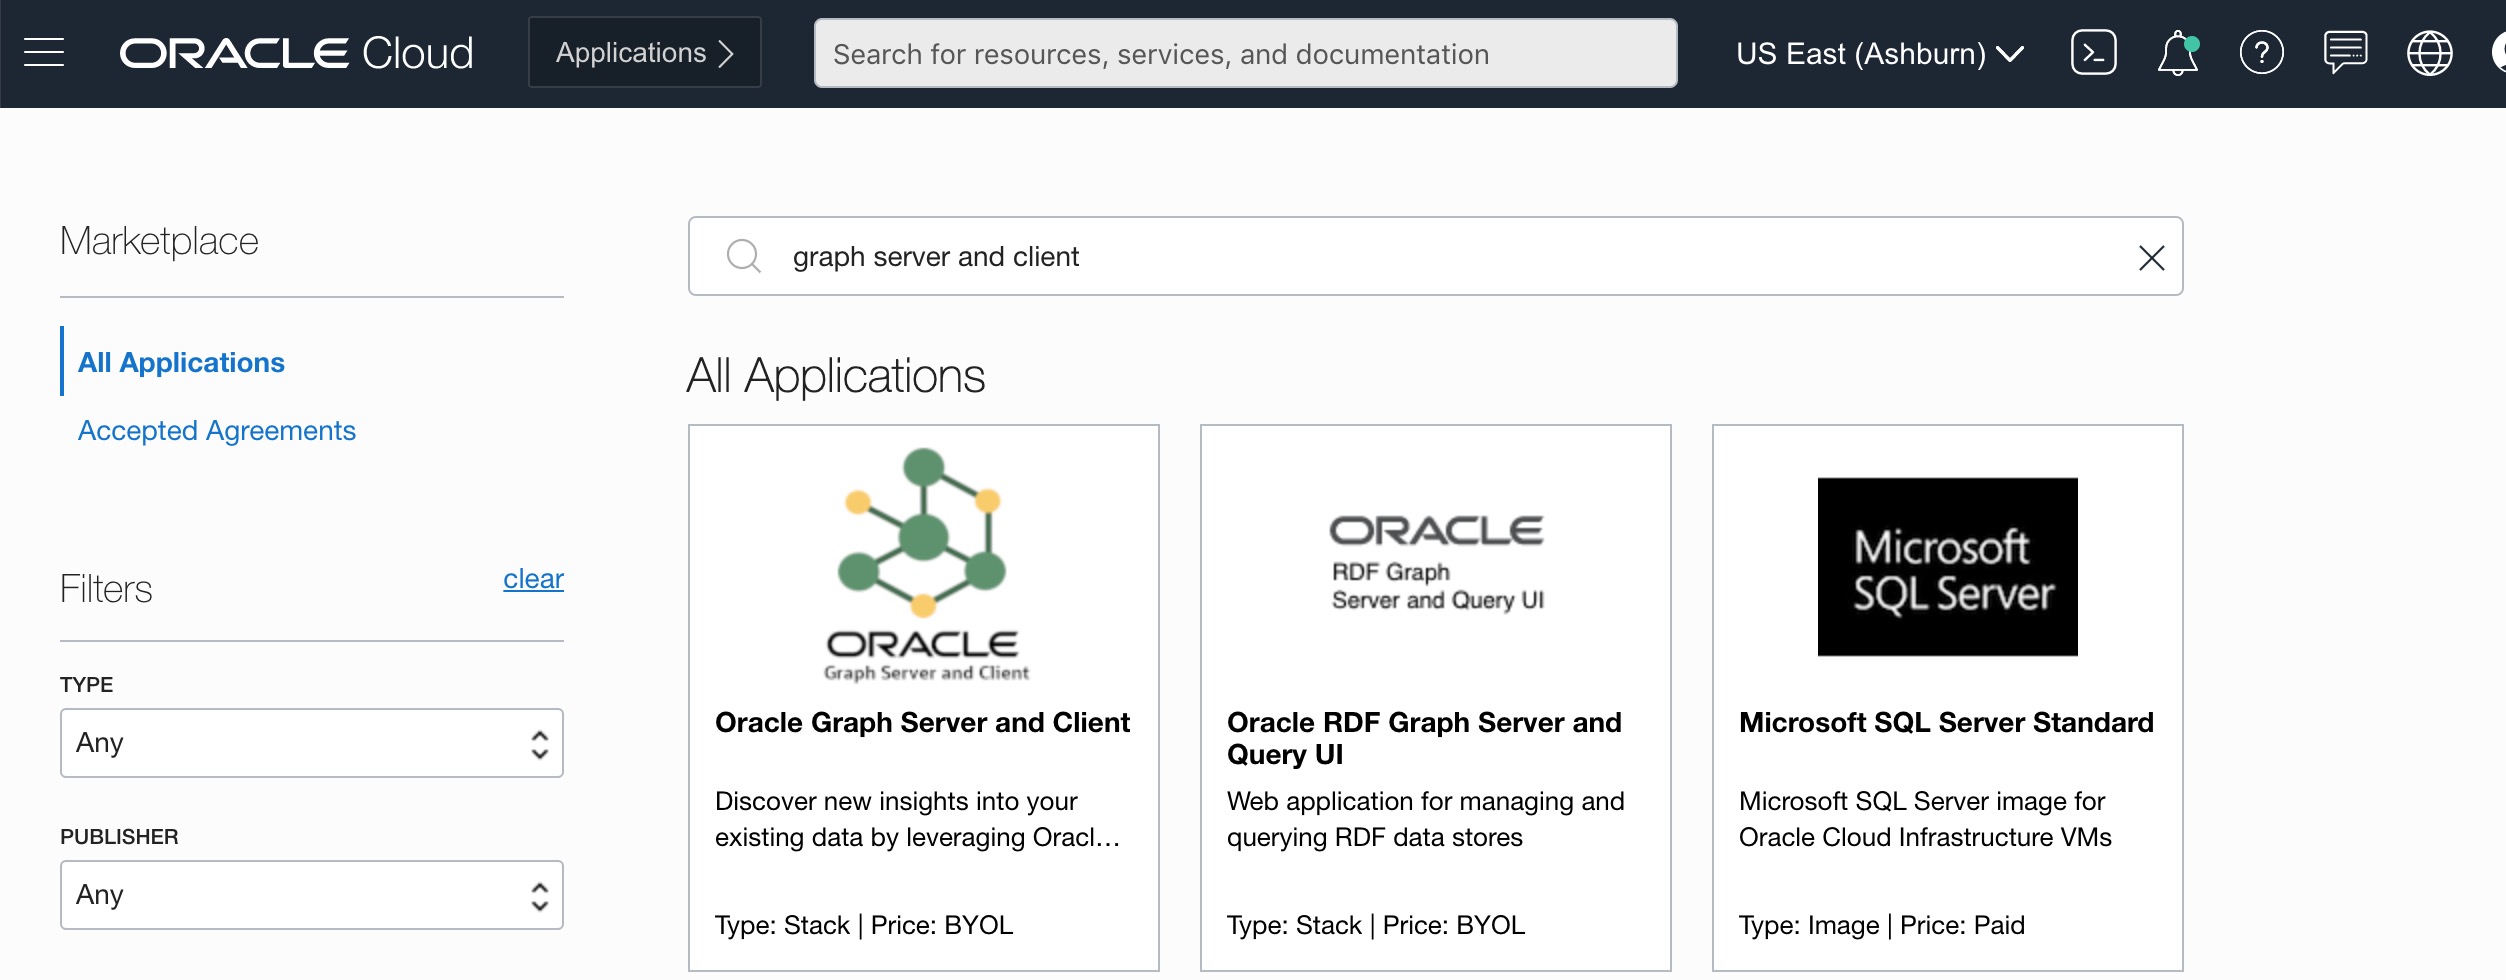 ORACLE Cloud
Applications
Search for resources, services, and documentation
US East (Ashburn)
Marketplace
graph server and client
All Applications
Accepted Agreements
All Applications
Filters
clear
TYPE
Any
PUBLISHER
Any
ORACLE
Graph Server and Client
Oracle Graph Server and Client
Discover new insights into your
existing data by leveraging Oracl...
Type: Stack | Price: BYOL
ORACLE
RDF Graph
Server and Query UI
Oracle RDF Graph Server and
Query UI
Web application for managing and
querying RDF data stores
Type: Stack | Price: BYOL
Microsoft
SQL Server
Microsoft SQL Server Standard
Microsoft SQL Server image for
Oracle Cloud Infrastructure VMs
Type: Image | Price: Paid